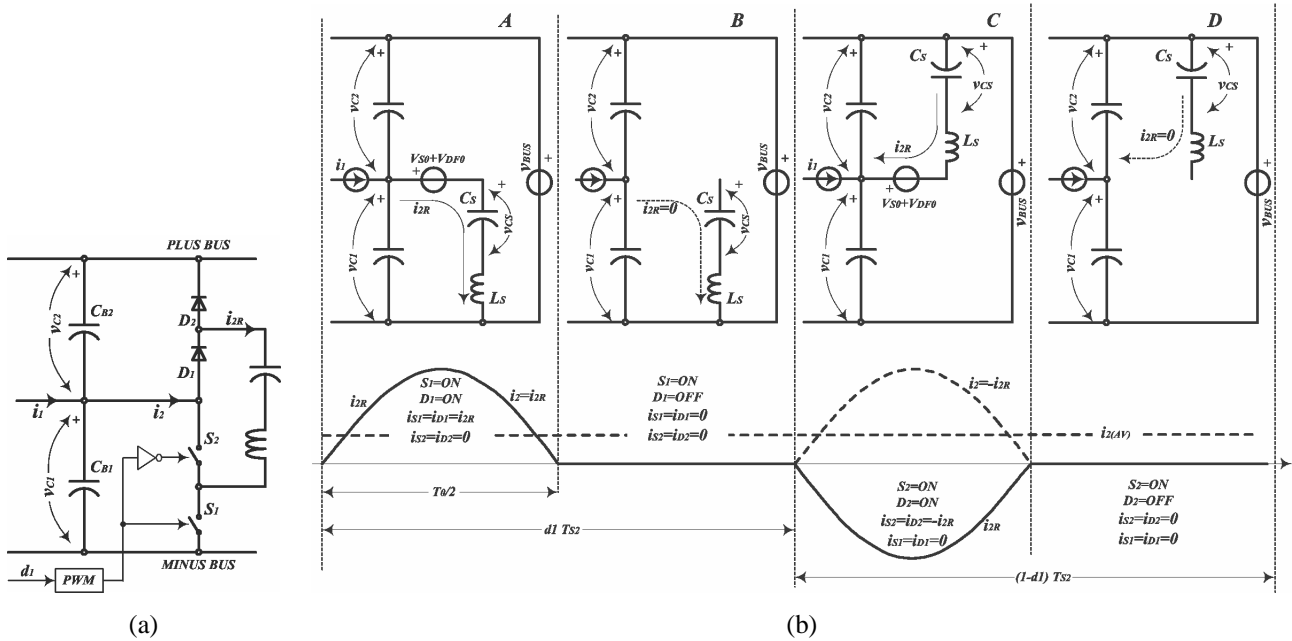 PLUS BUS
D2
i2R
CB2
vC2
+
D1
i1
i2
+
S2
CB1
vC1
S1
MINUS BUS
d1
PWM
(a)
A
B
C
D
+
vC2
VS0+VDF0
+
i1
+
i2R
CS
+
vCS
vC1
LS
vBUS
+
+
vC2
i1
+
i2R=0
CS
+
vCS
vC1
LS
vBUS
+
+
vC2
CS
+
vCS
i2R
LS
i1
+
+
VS0+VDF0
vC1
+
vBUS
+
vC2
CS
+
vCS
i2R=0
LS
+
vC1
+
vBUS
i2R
S1=ON
D1=ON
iS1=iD1=i2R
iS2=iD2=0
i2=i2R
S1=ON
D1=OFF
iS1=iD1=0
iS2=iD2=0
i2=-i2R
i2(AV)
T0/2
d1 TS2
S2=ON
D2=ON
iS2=iD2=-i2R
iS1=iD1=0
i2R
S2=ON
D2=OFF
iS2=iD2=0
iS1=iD1=0
(1-d1) TS2
(b)